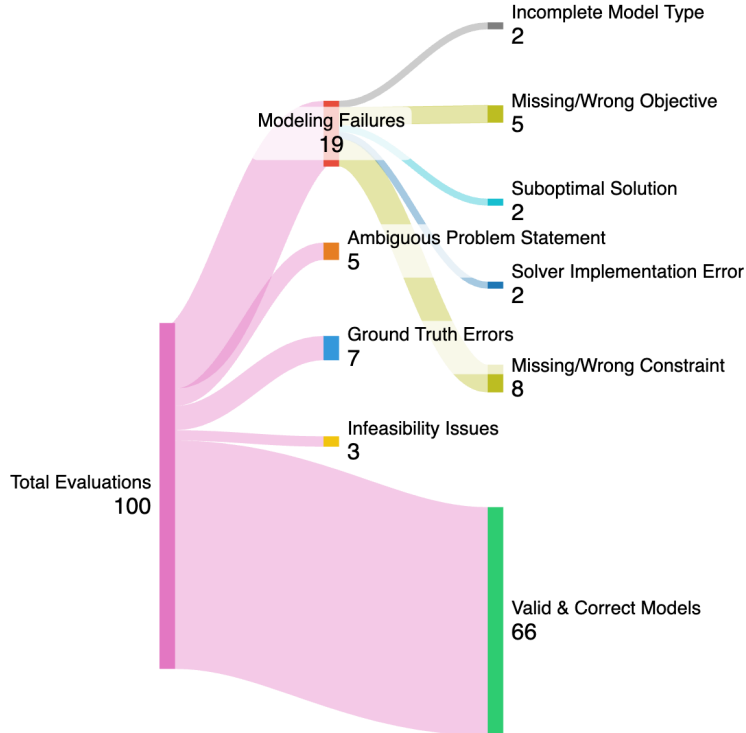 Incomplete Model Type
2
Missing/Wrong Objective
5
Modeling Failures
19
Suboptimal Solution
2
Ambiguous Problem Statement
5
Solver Implementation Error
2
Ground Truth Errors
7
Missing/Wrong Constraint
8
Infeasibility Issues
3
Total Evaluations
100
Valid & Correct Models
66